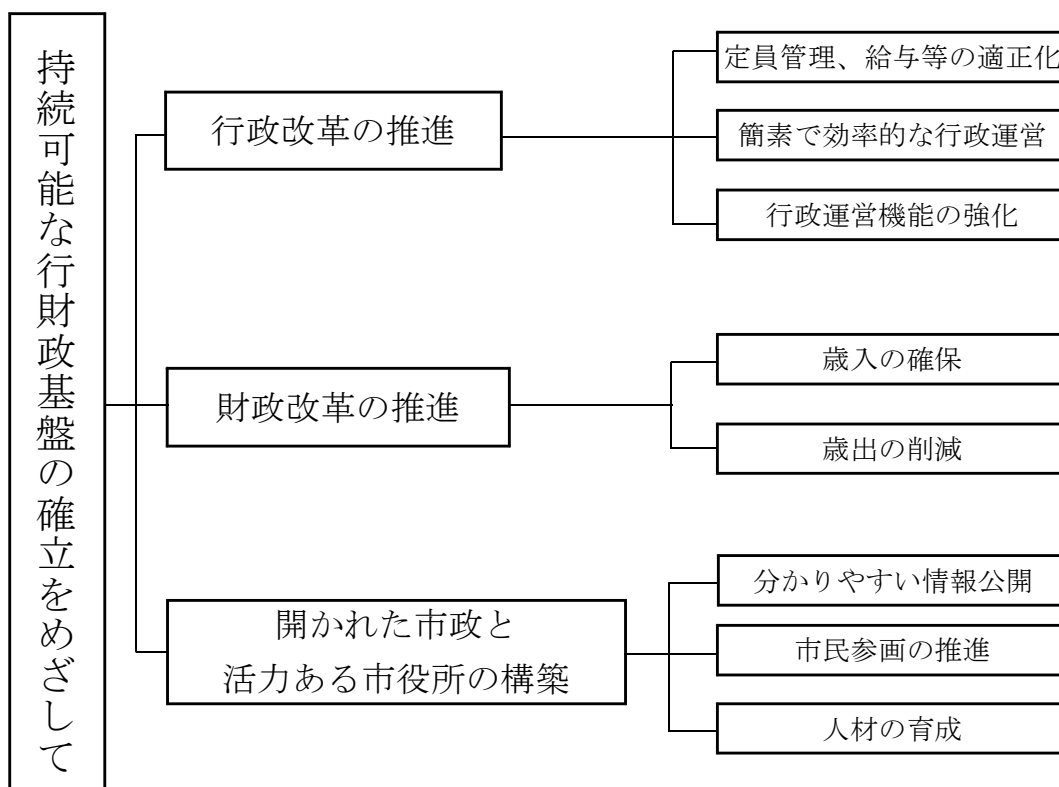 持続可能な行財政基盤の確立をめざして
行政改革の推進
定員管理、給与等の適正化
簡素で効率的な行政運営
行政運営機能の強化
財政改革の推進
歳入の確保
歳出の削減
開かれた市政と
活力ある市役所の構築
分かりやすい情報公開
市民参画の推進
人材の育成